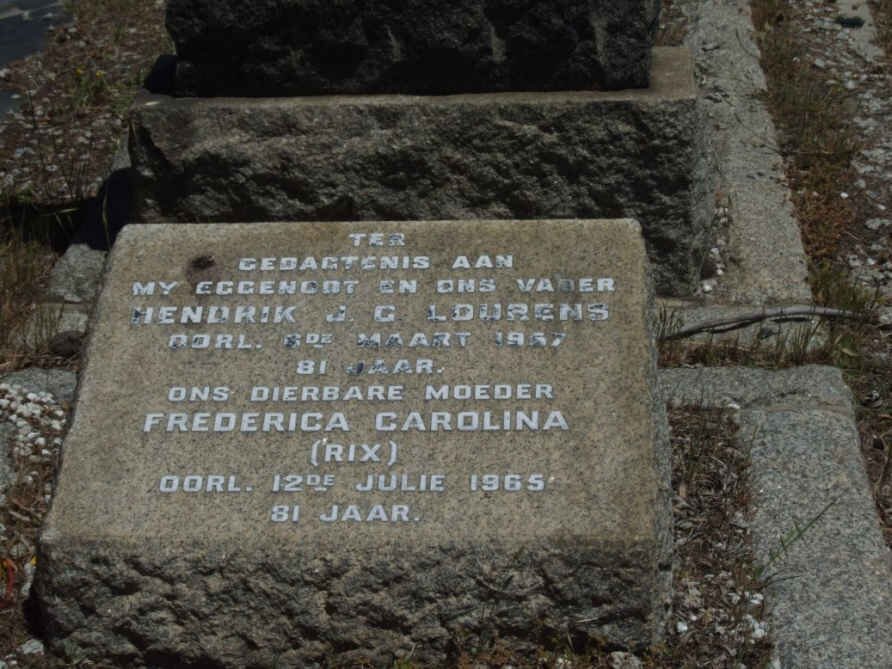 TER
GEDAGTENIS AAN
MY EGGENOOT EN ONS VADER
HENDRIK J. C. LOURENS
OORL. 6DE MAART 1957
81 JAAR.
ONS DIERBARE MOEDER
FREDERICA CAROLINA
(RIX)
OORL. 12DE JULIE 1965
81 JAAR.